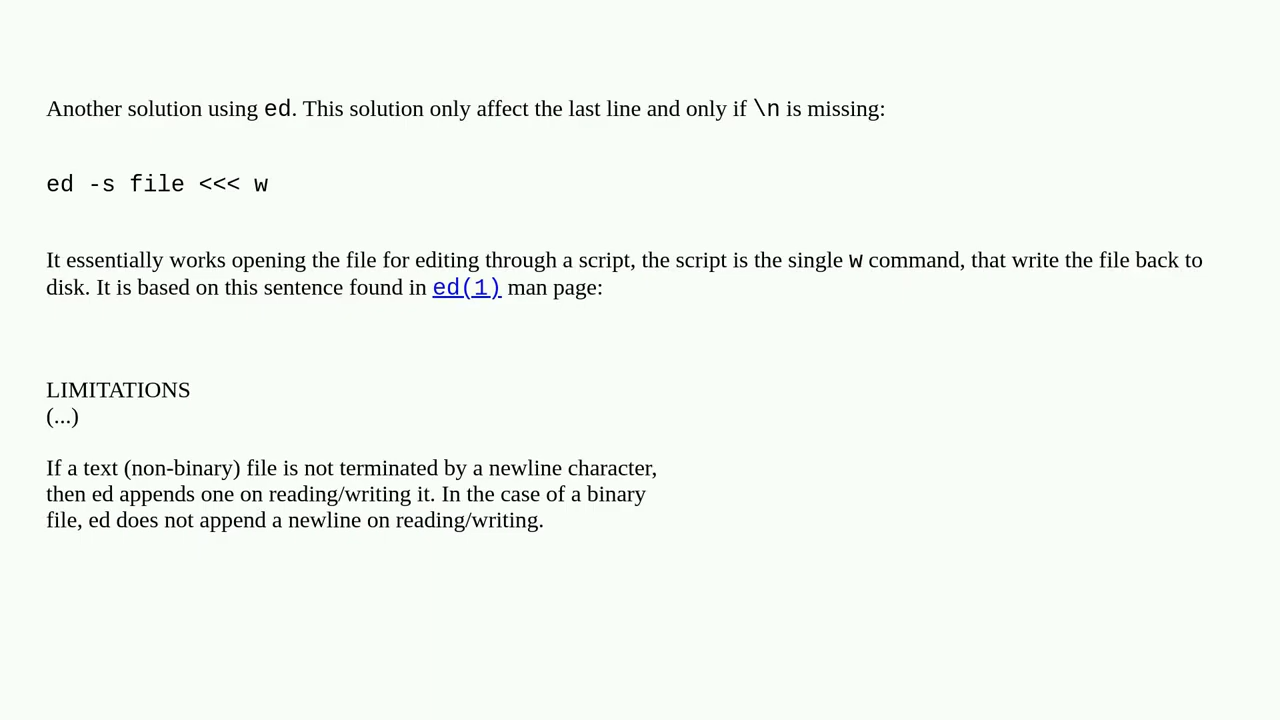 Another solution using ed. This solution only affect the last line and only if \n is missing:
ed -s file <<< w
It essentially works opening the file for editing through a script, the script is the single w command, that write the file back to
disk. It is based on this sentence found in ed(1) man page:
LIMITATIONS
(...)
If a text (non-binary) file is not terminated by a newline character,
then ed appends one on reading/writing it. In the case of a binary
file, ed does not append a newline on reading/writing.